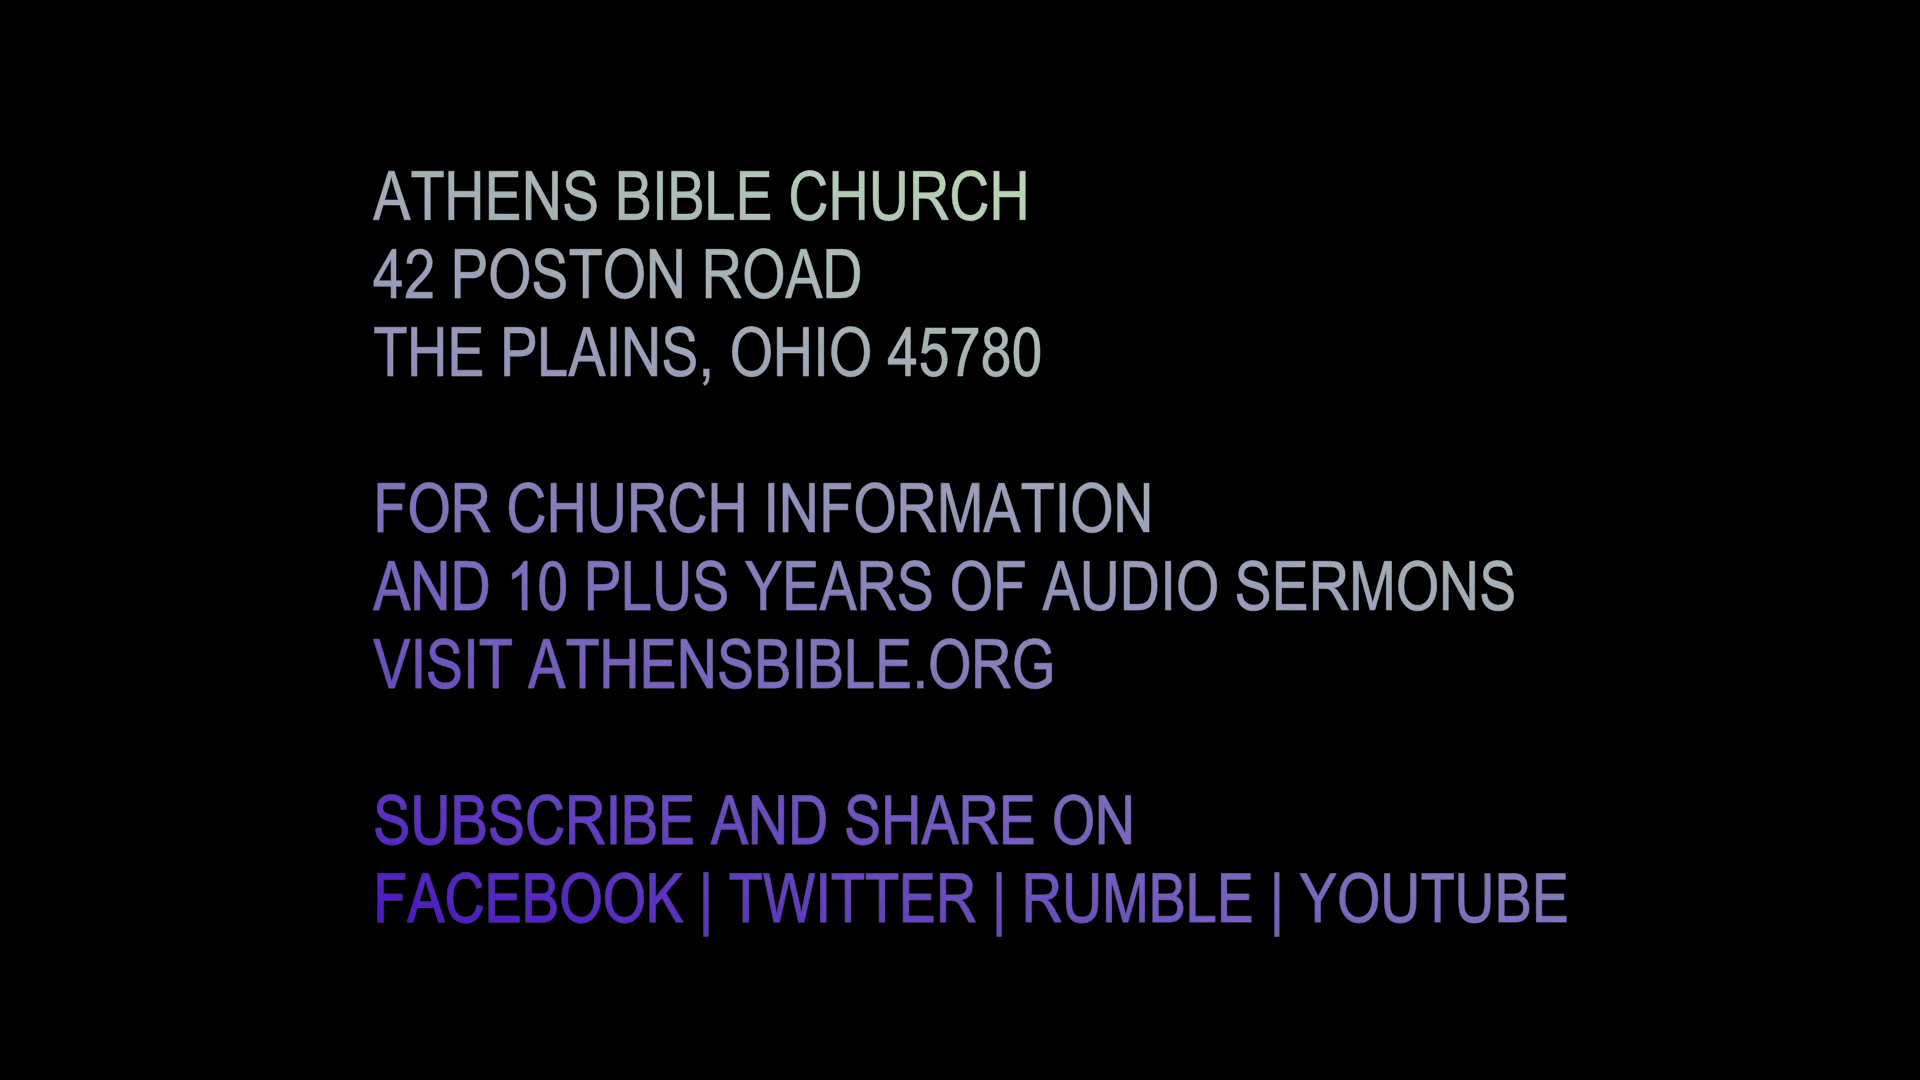 ATHENS BIBLE CHURCH
42 POSTON ROAD
THE PLAINS, OHIO 45780
FOR CHURCH INFORMATION
AND 10 PLUS YEARS OF AUDIO SERMONS
VISIT ATHENSBIBLE.ORG
SUBSCRIBE AND SHARE ON
FACEBOOK | TWITTER | RUMBLE | YOUTUBE